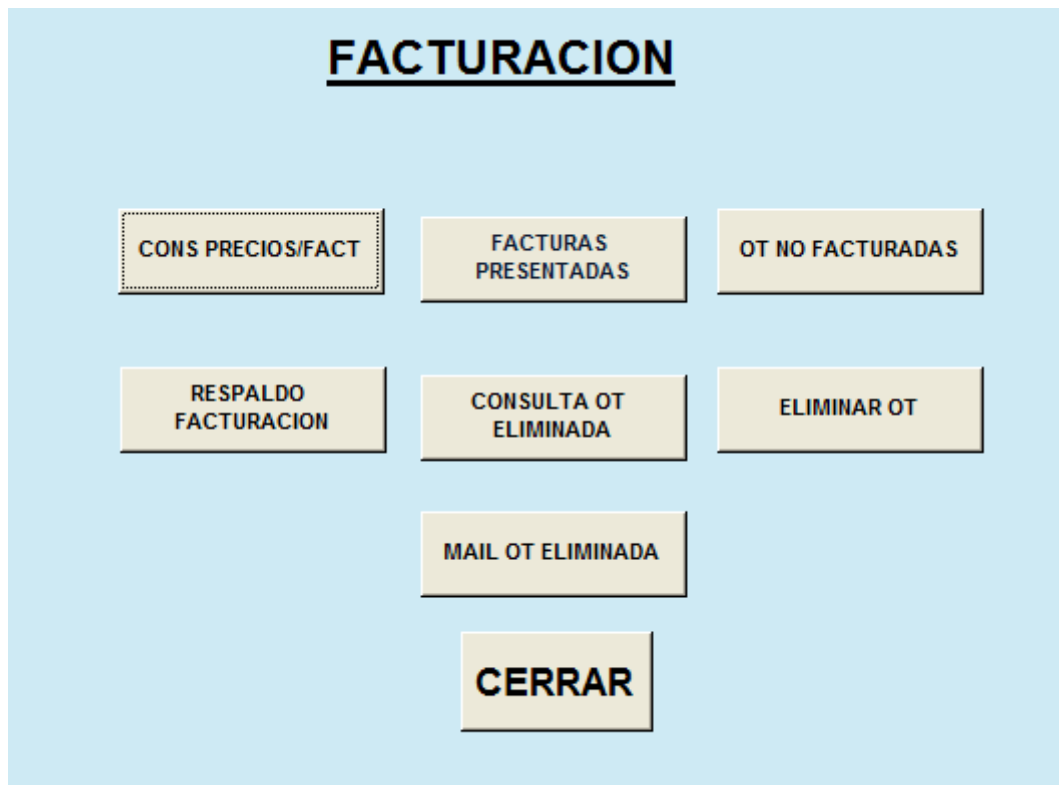 FACTURACION
CONS PRECIOS/FACT
FACTURAS
PRESENTADAS
OT NO FACTURADAS
RESPALDO
FACTURACION
CONSULTA OT
ELIMINADA
ELIMINAR OT
MAIL OT ELIMINADA
CERRAR